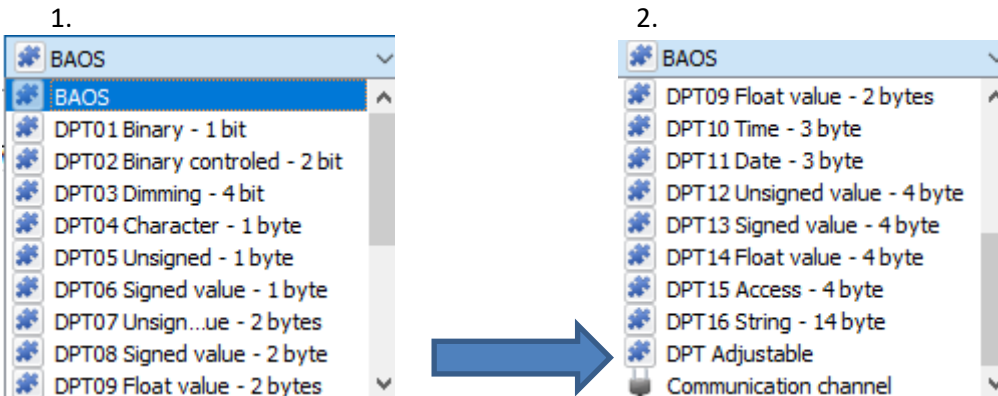 1.
BAOS
BAOS
DPT01 Binary - 1 bit
DPT02 Binary controled - 2 bit
DPT03 Dimming - 4 bit
DPT04 Character - 1 byte
DPT05 Unsigned - 1 byte
DPT06 Signed value - 1 byte
DPT07 Unsign...ue - 2 bytes
DPT08 Signed value - 2 byte
DPT09 Float value - 2 bytes
2.
BAOS
DPT09 Float value - 2 bytes
DPT10 Time - 3 byte
DPT11 Date - 3 byte
DPT12 Unsigned value - 4 byte
DPT13 Signed value - 4 byte
DPT14 Float value - 4 byte
DPT15 Access - 4 byte
DPT16 String - 14 byte
DPT Adjustable
Communication channel